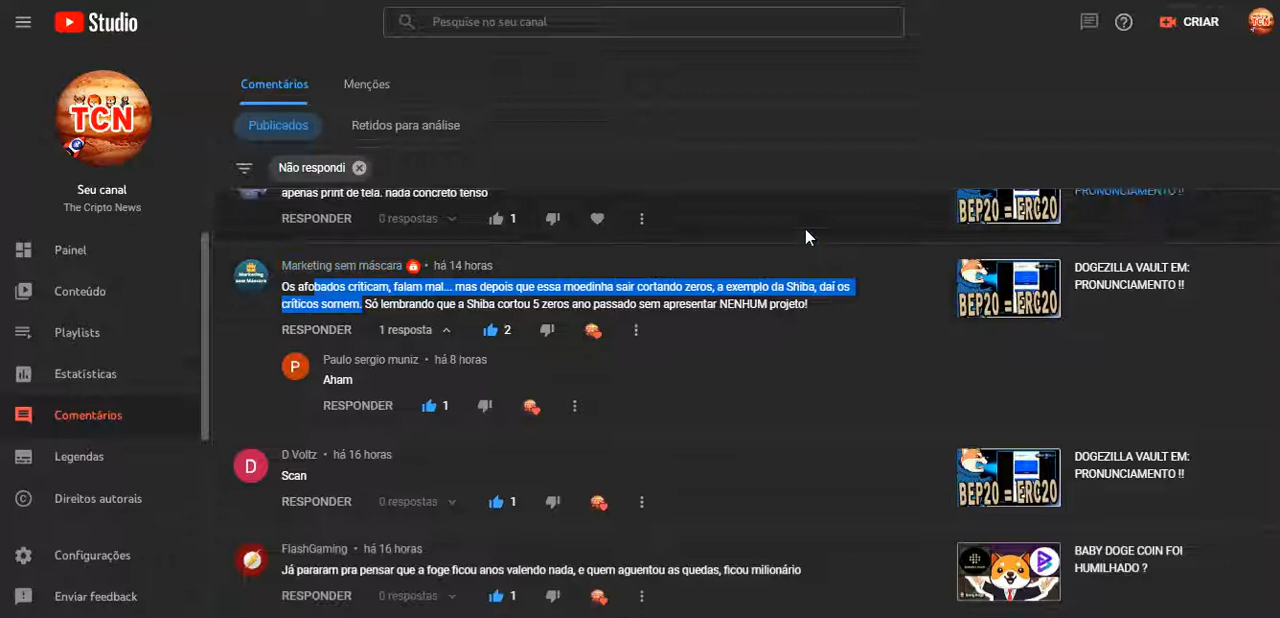 Studio
Pesquise no seu canal
CRIAR
TCN
TCN
Seu canal
The Cripto News
Painel
Conteúdo
Playlists
Estatísticas
Comentários
Legendas
Direitos autorais
Configurações
Enviar feedback
Comentários Menções
Publicados Retidos para análise
Não respondi
apenas print de tela. nada concreto tenso
RESPONDER 0 respostas 1
PRONUNCIAMENTO !!
BEP20 = ERC20
Marketing sem máscara • há 14 horas
Os afobados criticam, falam mal... mas depois que essa moedinha sair cortando zeros, a exemplo da Shiba, daí os
críticos somem. Só lembrando que a Shiba cortou 5 zeros ano passado sem apresentar NENHUM projeto!
RESPONDER 1 resposta 2
DOGEZILLA VAULT EM:
PRONUNCIAMENTO !!
BEP20 = ERC20
P
Paulo sergio muniz • há 8 horas
Aham
RESPONDER 1
D
D Voltz • há 16 horas
Scan
RESPONDER 0 respostas 1
DOGEZILLA VAULT EM:
PRONUNCIAMENTO !!
BEP20 = ERC20
FlashGaming • há 16 horas
Já pararam pra pensar que a foge ficou anos valendo nada, e quem aguentou as quedas, ficou milionário
RESPONDER 0 respostas 1
BABY DOGE COIN FOI
HUMILHADO ?